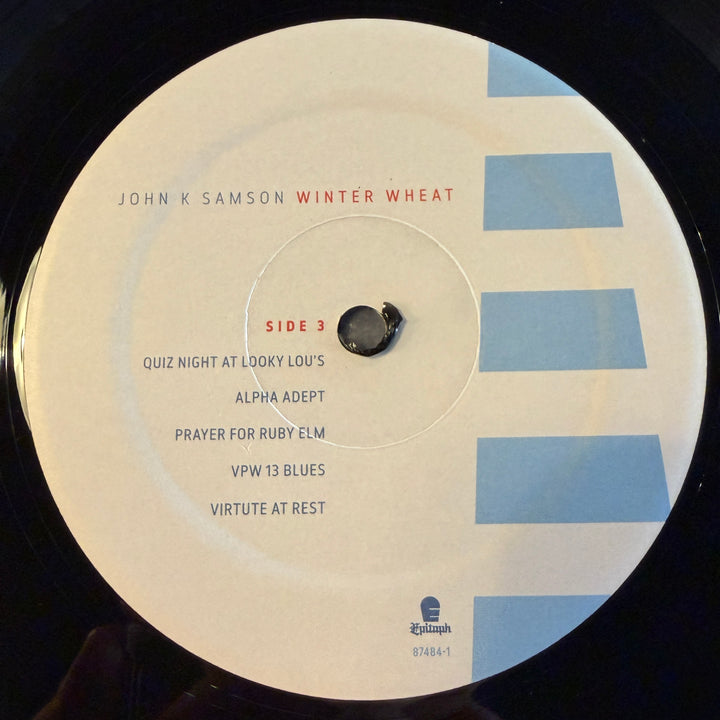 JOHN K SAMSON WINTER WHEAT
SIDE 3
QUIZ NIGHT AT LOOKY LOU'S
ALPHA ADEPT
PRAYER FOR RUBY ELM
VPW 13 BLUES
VIRTUTE AT REST
Epitaph
87484-1